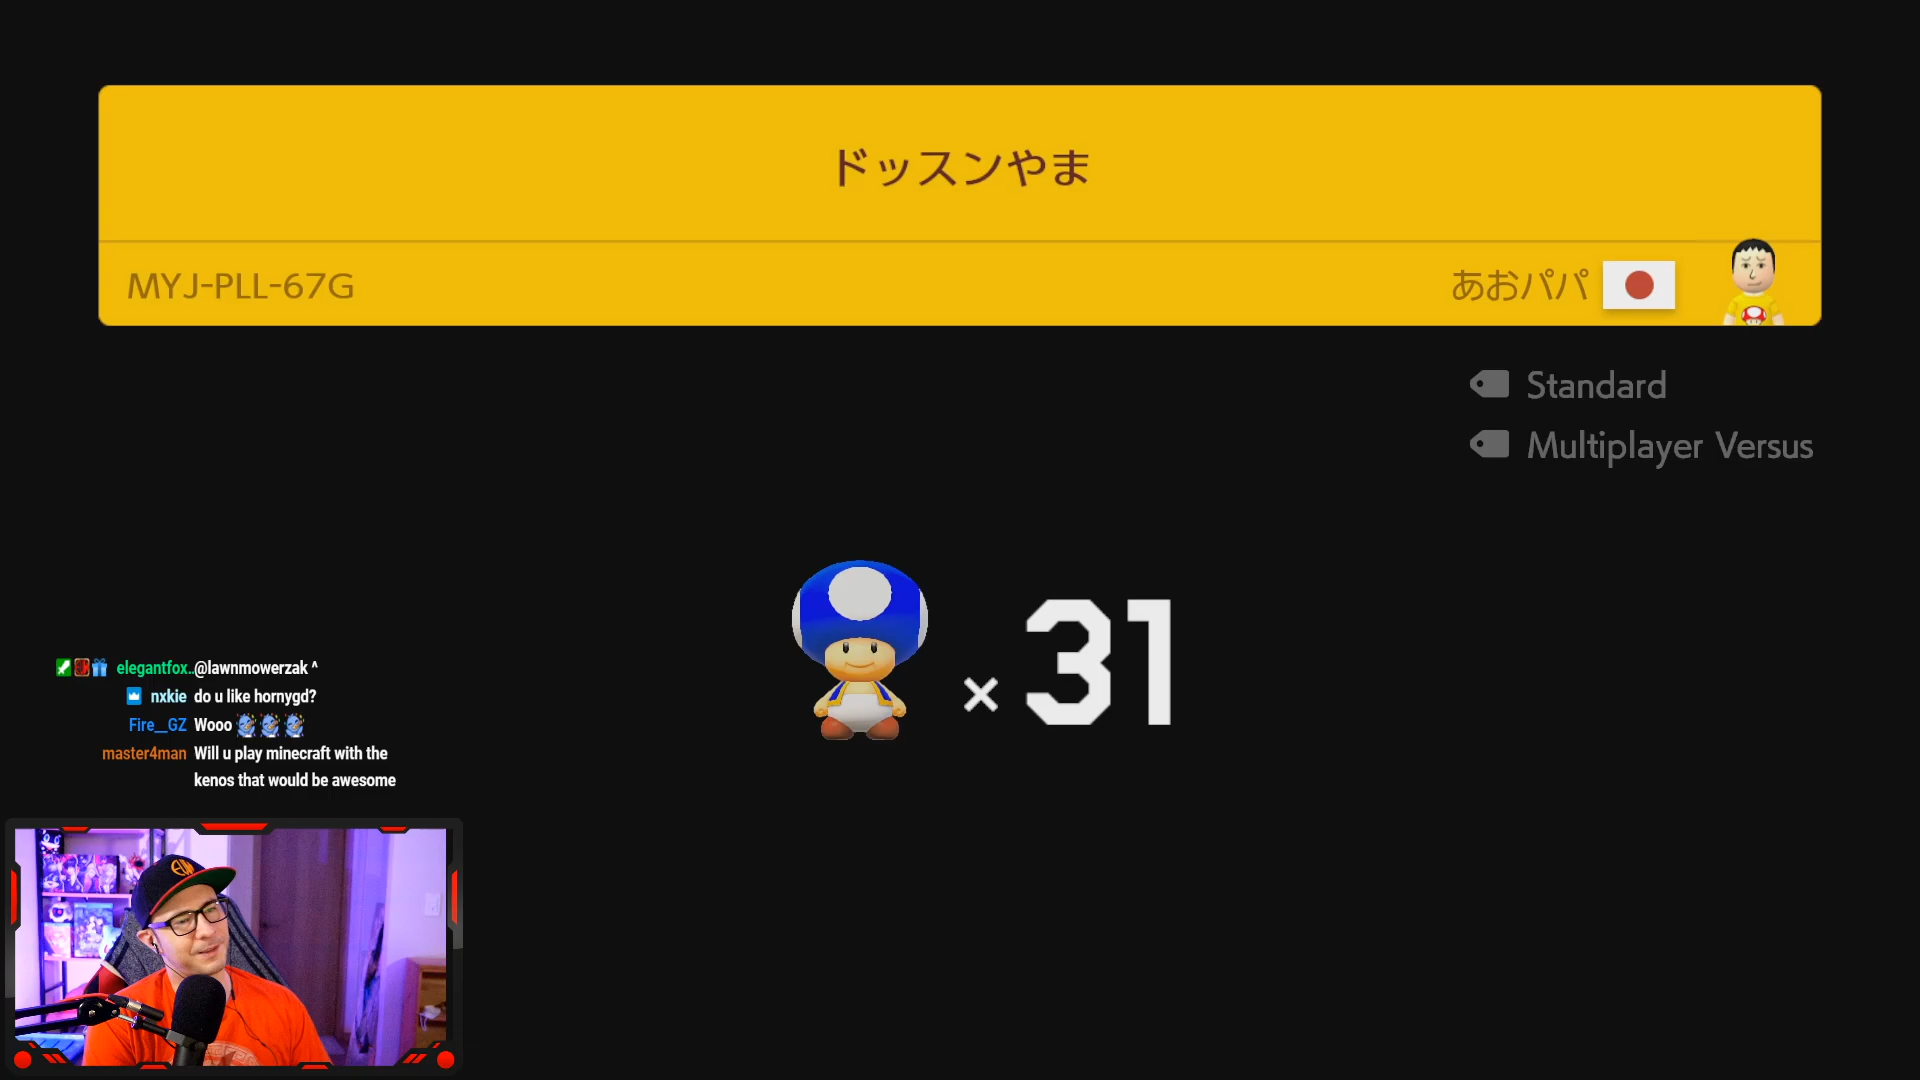 ドッスンやま
MYJ-PLL-67G
あおパパ
Standard
Multiplayer Versus
× 31
elegantfox..@lawnmowerzak ^
nxkie do u like hornygd?
Fire__GZ Wooo
master4man Will u play minecraft with the
kenos that would be awesome